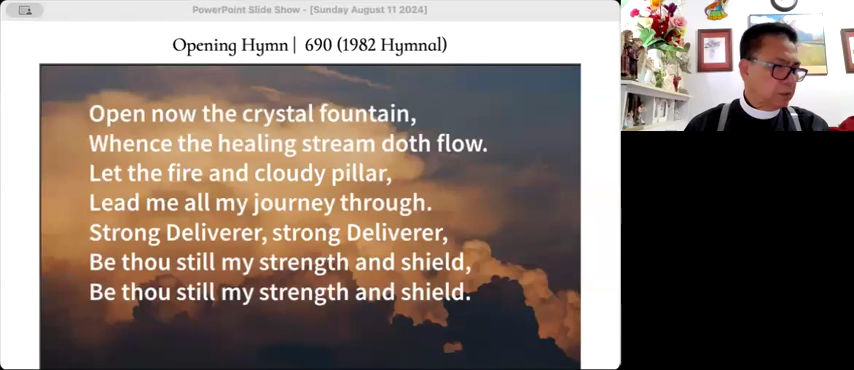 PowerPoint Slide Show - [Sunday August 11 2024]
Opening Hymn | 690 (1982 Hymnal)
Open now the crystal fountain,
Whence the healing stream doth flow.
Let the fire and cloudy pillar,
Lead me all my journey through.
Strong Deliverer, strong Deliverer,
Be thou still my strength and shield,
Be thou still my strength and shield.